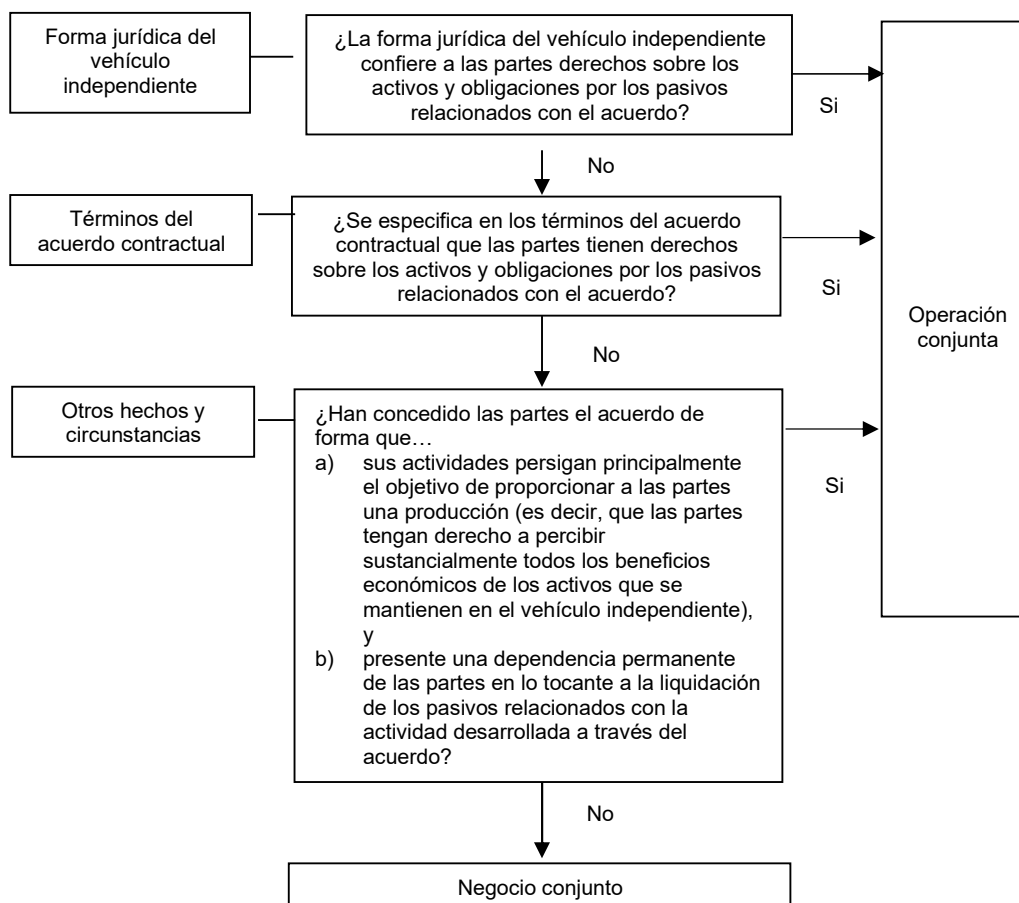 Forma jurídica del
vehículo
independiente
¿La forma jurídica del vehículo independiente
confiere a las partes derechos sobre los
activos y obligaciones por los pasivos
relacionados con el acuerdo?
Si
No
Términos del
acuerdo contractual
¿Se especifica en los términos del acuerdo
contractual que las partes tienen derechos
sobre los activos y obligaciones por los pasivos
relacionados con el acuerdo?
Si
Operación
conjunta
No
Otros hechos y
circunstancias
¿Han concedido las partes el acuerdo de
forma que…
a) sus actividades persigan principalmente
el objetivo de proporcionar a las partes
una producción (es decir, que las partes
tengan derecho a percibir
sustancialmente todos los beneficios
económicos de los activos que se
mantienen en el vehículo independiente),
y
b) presente una dependencia permanente
de las partes en lo tocante a la liquidación
de los pasivos relacionados con la
actividad desarrollada a través del
acuerdo?
Si
No
Negocio conjunto